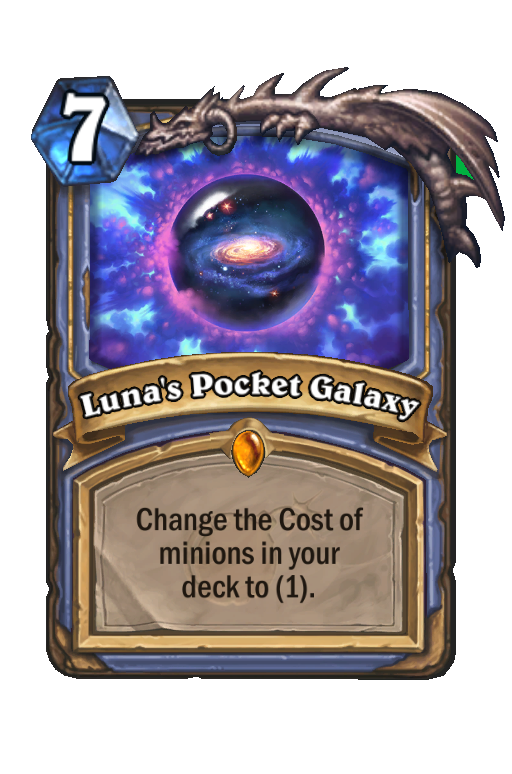 7
Luna's Pocket Galaxy
Change the Cost of
minions in your
deck to (1).